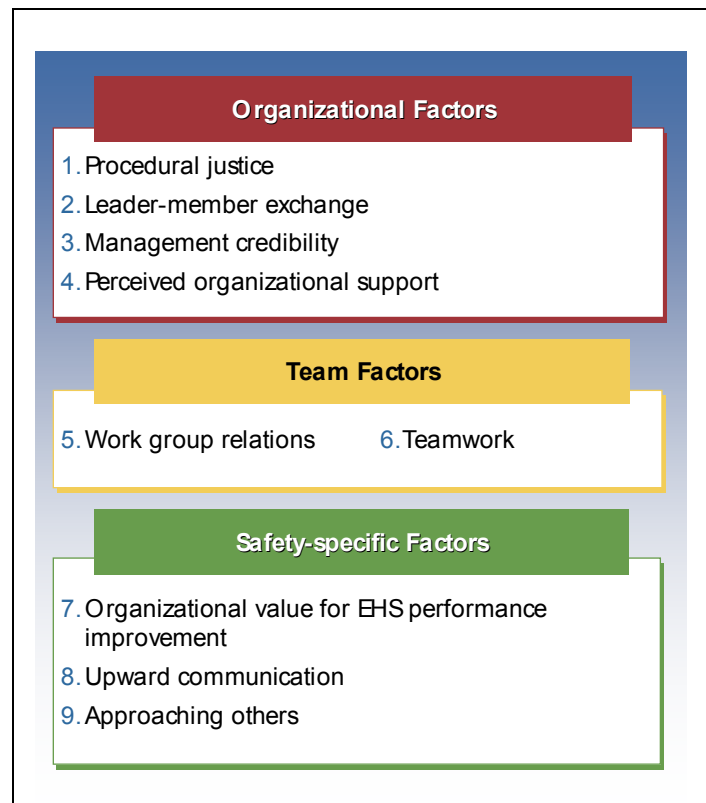 Organizational Factors
1. Procedural justice
2. Leader-member exchange
3. Management credibility
4. Perceived organizational support
Team Factors
5. Work group relations 6. Teamwork
Safety-specific Factors
7. Organizational value for EHS performance
improvement
8. Upward communication
9. Approaching others